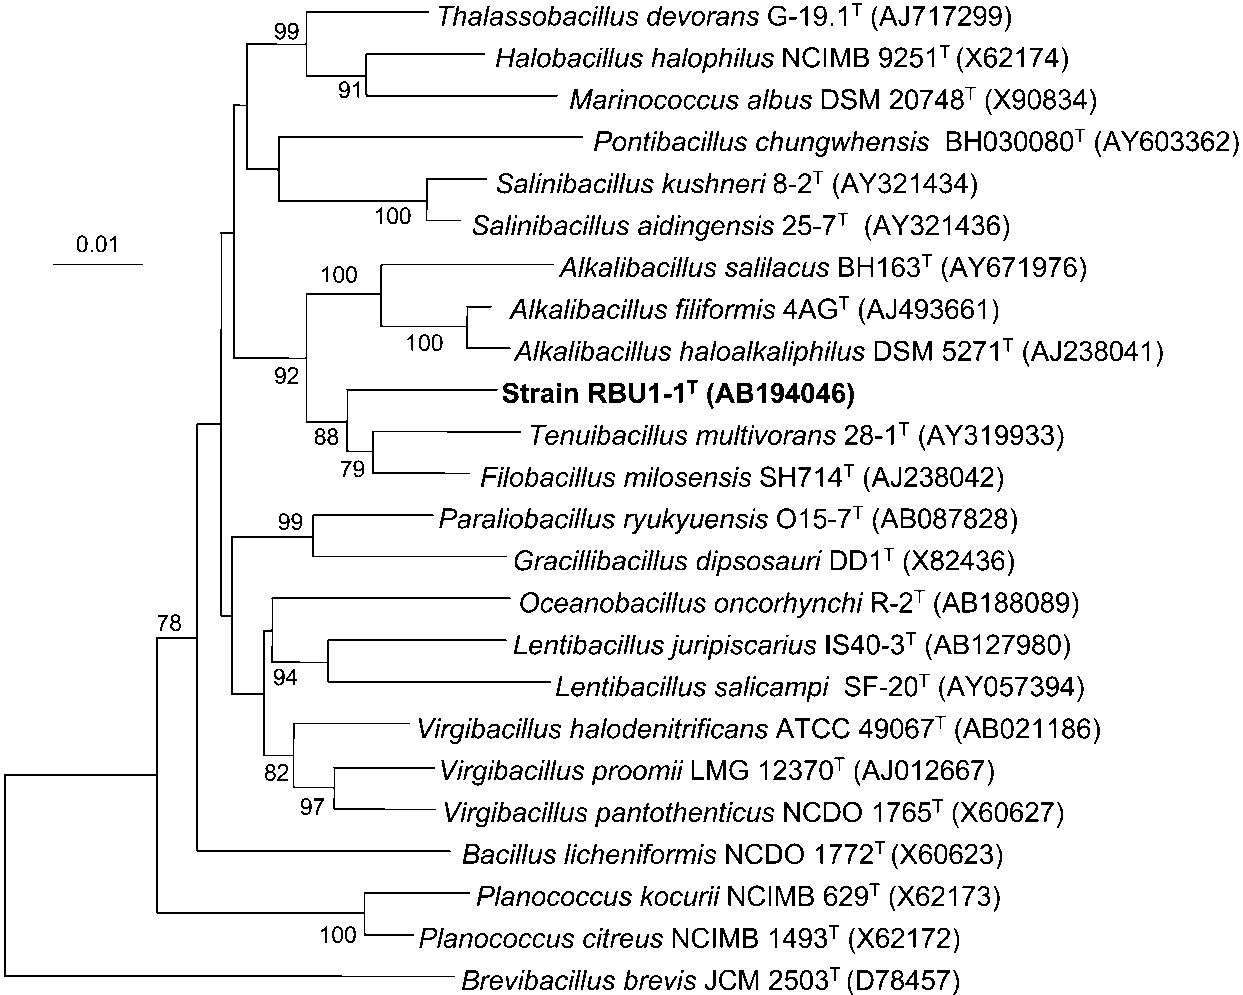 Thalassobacillus devorans G-19.1ᵀ (AJ717299)
99
Halobacillus halophilus NCIMB 9251ᵀ (X62174)
91
Marinococcus albus DSM 20748ᵀ (X90834)
Pontibacillus chungwhensis BH030080ᵀ (AY603362)
Salinibacillus kushneri 8-2ᵀ (AY321434)
100
Salinibacillus aidingensis 25-7ᵀ (AY321436)
0.01
Alkalibacillus salilacus BH163ᵀ (AY671976)
100
Alkalibacillus filiformis 4AGᵀ (AJ493661)
100
Alkalibacillus haloalkaliphilus DSM 5271ᵀ (AJ238041)
92
Strain RBU1-1ᵀ (AB194046)
88
Tenuibacillus multivorans 28-1ᵀ (AY319933)
79
Filobacillus milosensis SH714ᵀ (AJ238042)
99
Paraliobacillus ryukyuensis O15-7ᵀ (AB087828)
Gracillibacillus dipsosauri DD1ᵀ (X82436)
Oceanobacillus oncorhynchi R-2ᵀ (AB188089)
78
Lentibacillus juripiscarius IS40-3ᵀ (AB127980)
94
Lentibacillus salicampi SF-20ᵀ (AY057394)
Virgibacillus halodenitrificans ATCC 49067ᵀ (AB021186)
82
Virgibacillus proomii LMG 12370ᵀ (AJ012667)
97
Virgibacillus pantothenticus NCDO 1765ᵀ (X60627)
Bacillus licheniformis NCDO 1772ᵀ (X60623)
Planococcus kocurii NCIMB 629ᵀ (X62173)
100
Planococcus citreus NCIMB 1493ᵀ (X62172)
Brevibacillus brevis JCM 2503ᵀ (D78457)